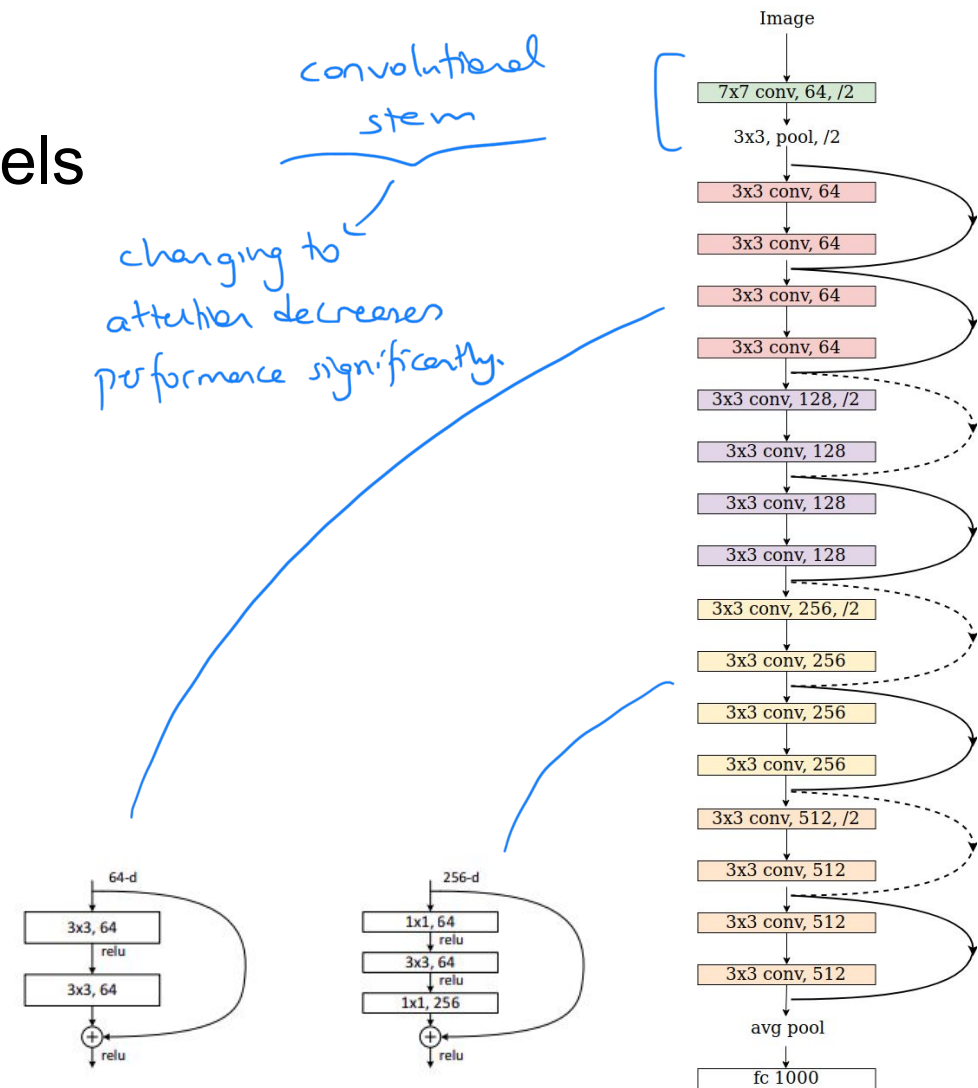 els
convolutional
stem
changing to
attention decreases
performance significantly.
Image
7x7 conv, 64, /2
3x3, pool, /2
3x3 conv, 64
3x3 conv, 64
3x3 conv, 64
3x3 conv, 64
3x3 conv, 128, /2
3x3 conv, 128
3x3 conv, 128
3x3 conv, 128
3x3 conv, 256, /2
3x3 conv, 256
3x3 conv, 256
3x3 conv, 256
3x3 conv, 512, /2
3x3 conv, 512
3x3 conv, 512
3x3 conv, 512
avg pool
fc 1000
64-d
3x3, 64
relu
3x3, 64
+
relu
256-d
1x1, 64
relu
3x3, 64
relu
1x1, 256
+
relu